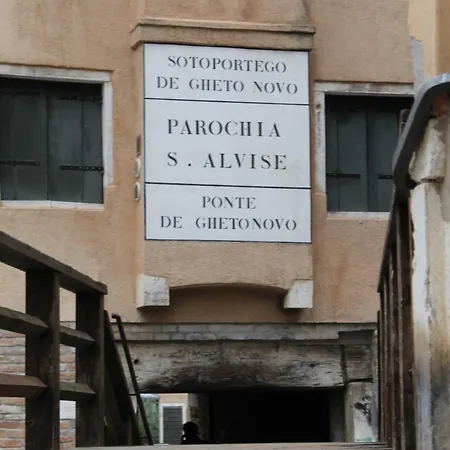 SOTOPORTEGO
DE GHETO NOVO
PAROCHIA
S. ALVISE
PONTE
DE GHETONOVO